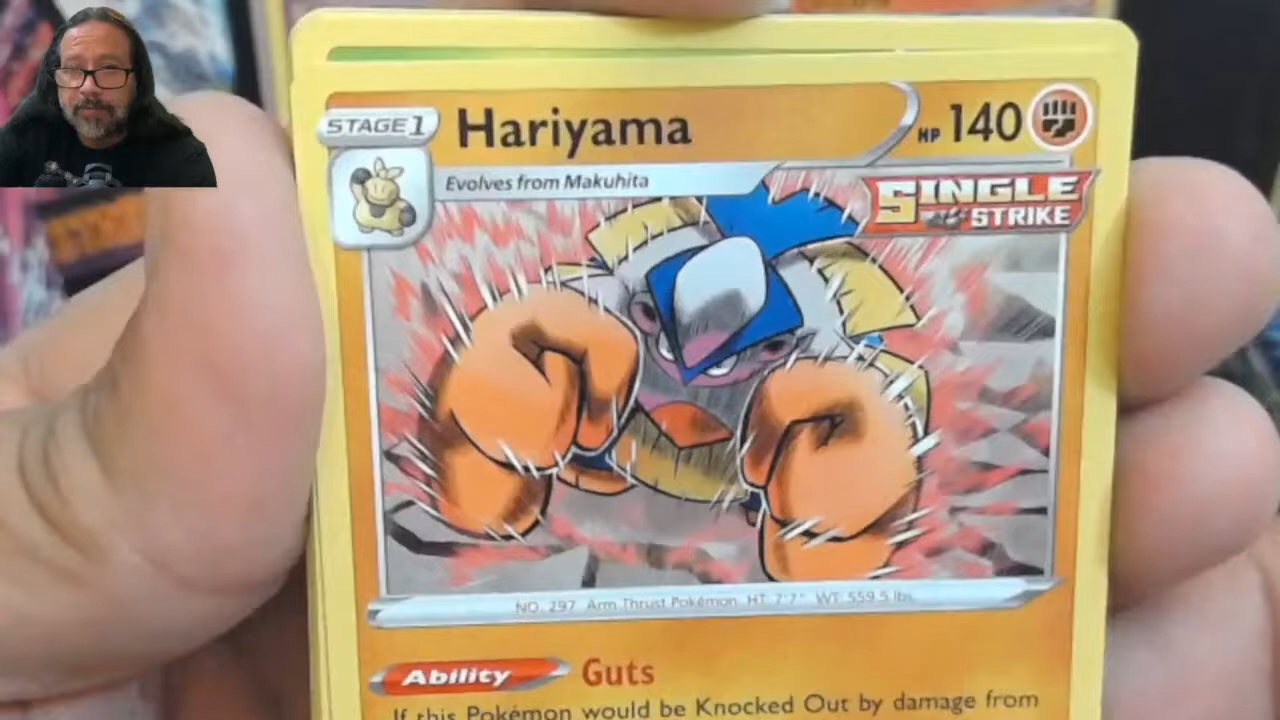 STAGE 1
Hariyama
HP 140
Evolves from Makuhita
SINGLE
STRIKE
NO. 297 Arm Thrust Pokémon HT: 7'7" WT: 559.5 lbs.
Ability Guts
If this Pokémon would be Knocked Out by damage from